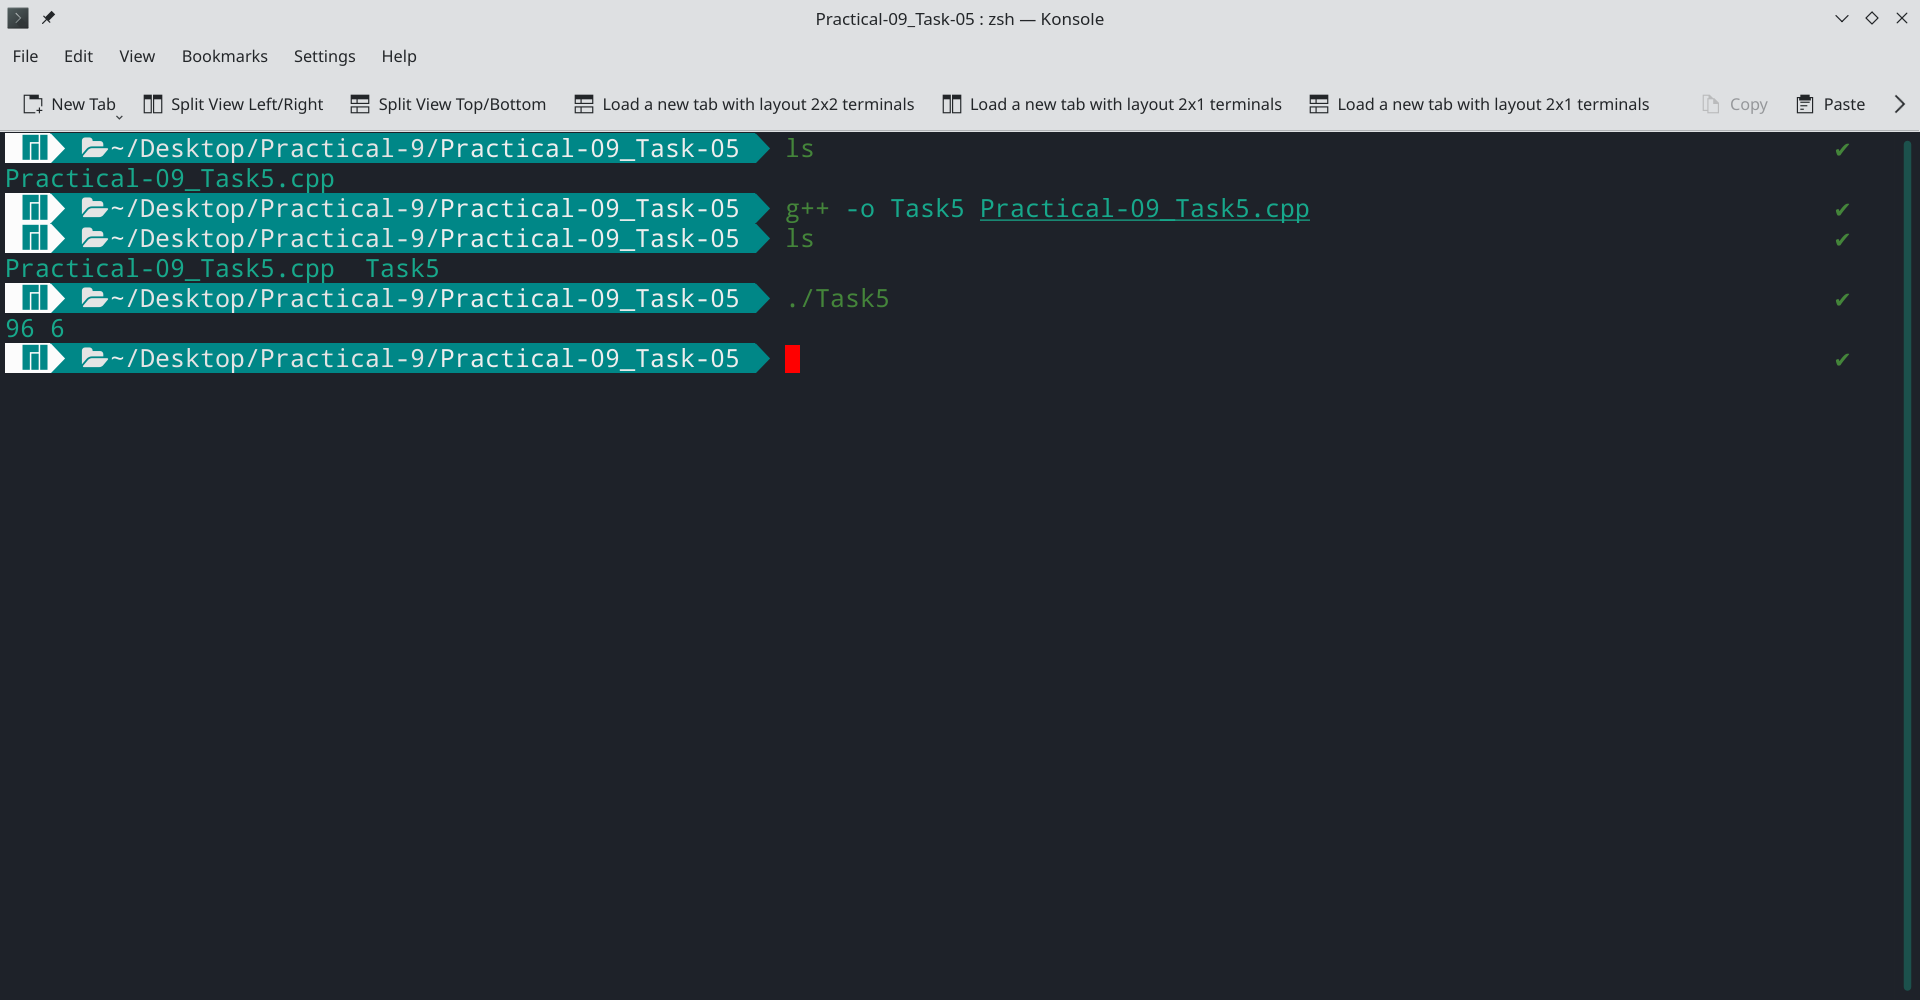 Practical-09_Task-05 : zsh — Konsole
File Edit View Bookmarks Settings Help
New Tab Split View Left/Right Split View Top/Bottom Load a new tab with layout 2x2 terminals Load a new tab with layout 2x1 terminals Load a new tab with layout 2x1 terminals Copy Paste
~/Desktop/Practical-9/Practical-09_Task-05 ls ✔
Practical-09_Task5.cpp
~/Desktop/Practical-9/Practical-09_Task-05 g++ -o Task5 Practical-09_Task5.cpp ✔
~/Desktop/Practical-9/Practical-09_Task-05 ls ✔
Practical-09_Task5.cpp Task5
~/Desktop/Practical-9/Practical-09_Task-05 ./Task5 ✔
96 6
~/Desktop/Practical-9/Practical-09_Task-05 ✔